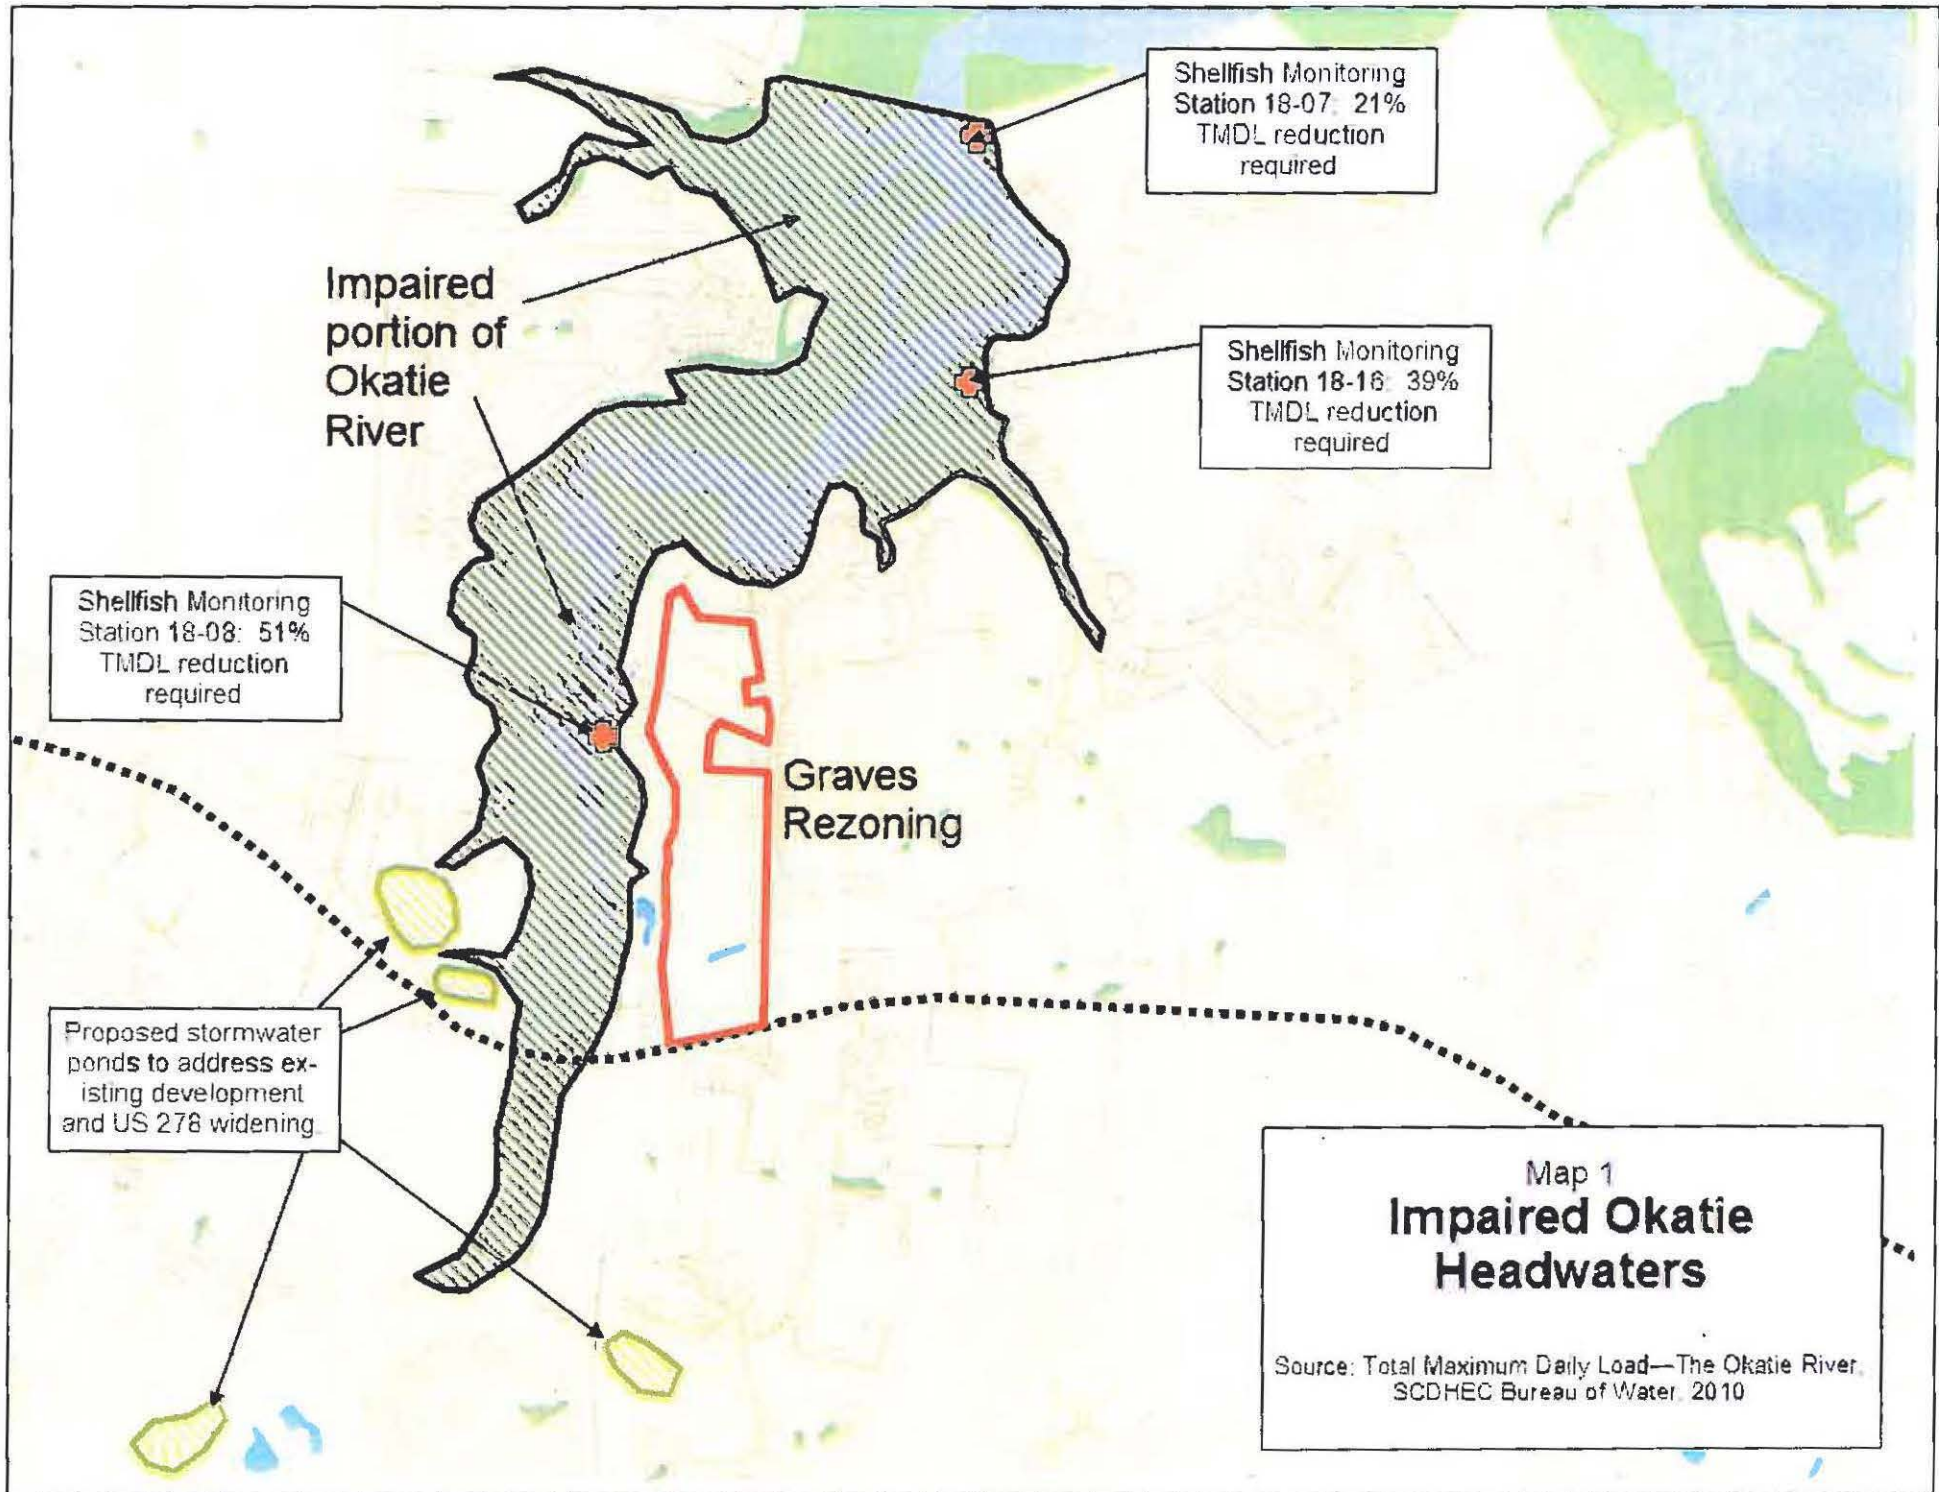 Shellfish Monitoring
Station 18-07: 21%
TMDL reduction
required
Impaired
portion of
Okatie
River
Shellfish Monitoring
Station 18-16: 39%
TMDL reduction
required
Shellfish Monitoring
Station 18-08: 51%
TMDL reduction
required
Graves
Rezoning
Proposed stormwater
ponds to address ex-
isting development
and US 278 widening.
Map 1
Impaired Okatie
Headwaters
Source: Total Maximum Daily Load—The Okatie River,
SCDHEC Bureau of Water, 2010